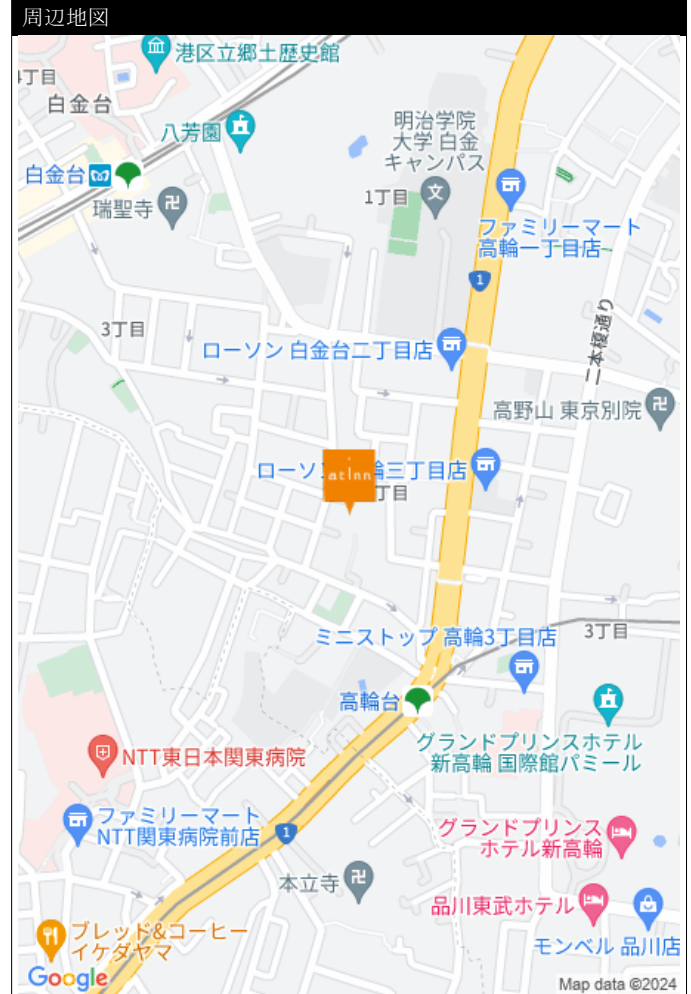 周辺地図
港区立郷土歴史館
丁目
白金台
八芳園
明治学院
大学 白金
キャンパス
白金台
瑞聖寺
1丁目
ファミリーマート
高輪一丁目店
1
二本榎通り
3丁目
ローソン 白金台二丁目店
高野山 東京別院
ローソン
輪三丁目店
at Inn
丁目
ミニストップ 高輪3丁目店
3丁目
高輪台
グランドプリンスホテル
新高輪 国際館パミール
NTT東日本関東病院
ファミリーマート
NTT関東病院前店
1
グランドプリンス
ホテル新高輪
本立寺
品川東武ホテル
ブレッド&コーヒー
イケダヤマ
モンベル 品川店
Google
Map data ©2024